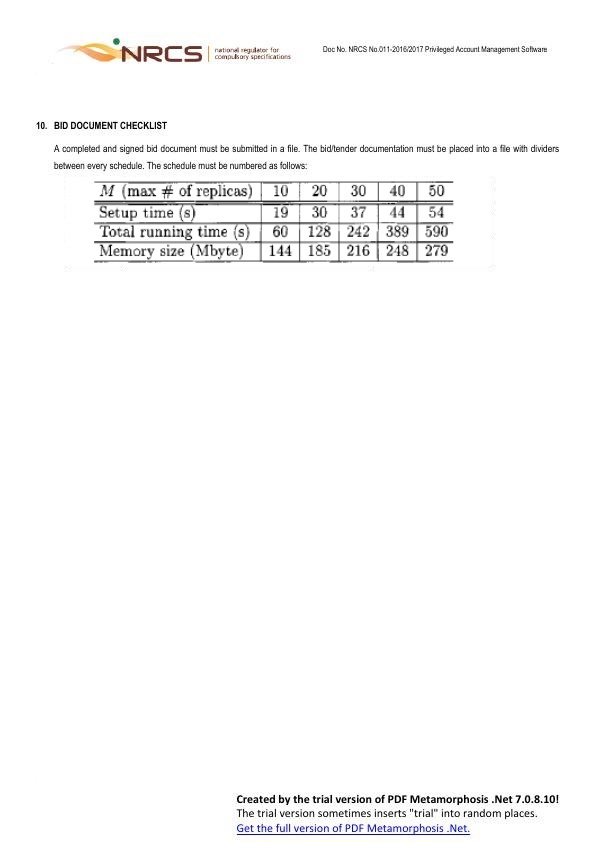 NRCS
national regulator for
compulsory specifications
Doc No. NRCS No.011-2016/2017 Privileged Account Management Software
10. BID DOCUMENT CHECKLIST
A completed and signed bid document must be submitted in a file. The bid/tender documentation must be placed into a file with dividers
between every schedule. The schedule must be numbered as follows:
M (max # of replicas) 10 20 30 40 50
Setup time (s) 19 30 37 44 54
Total running time (s) 60 128 242 389 590
Memory size (Mbyte) 144 185 216 248 279
Created by the trial version of PDF Metamorphosis .Net 7.0.8.10!
The trial version sometimes inserts "trial" into random places.
Get the full version of PDF Metamorphosis .Net.